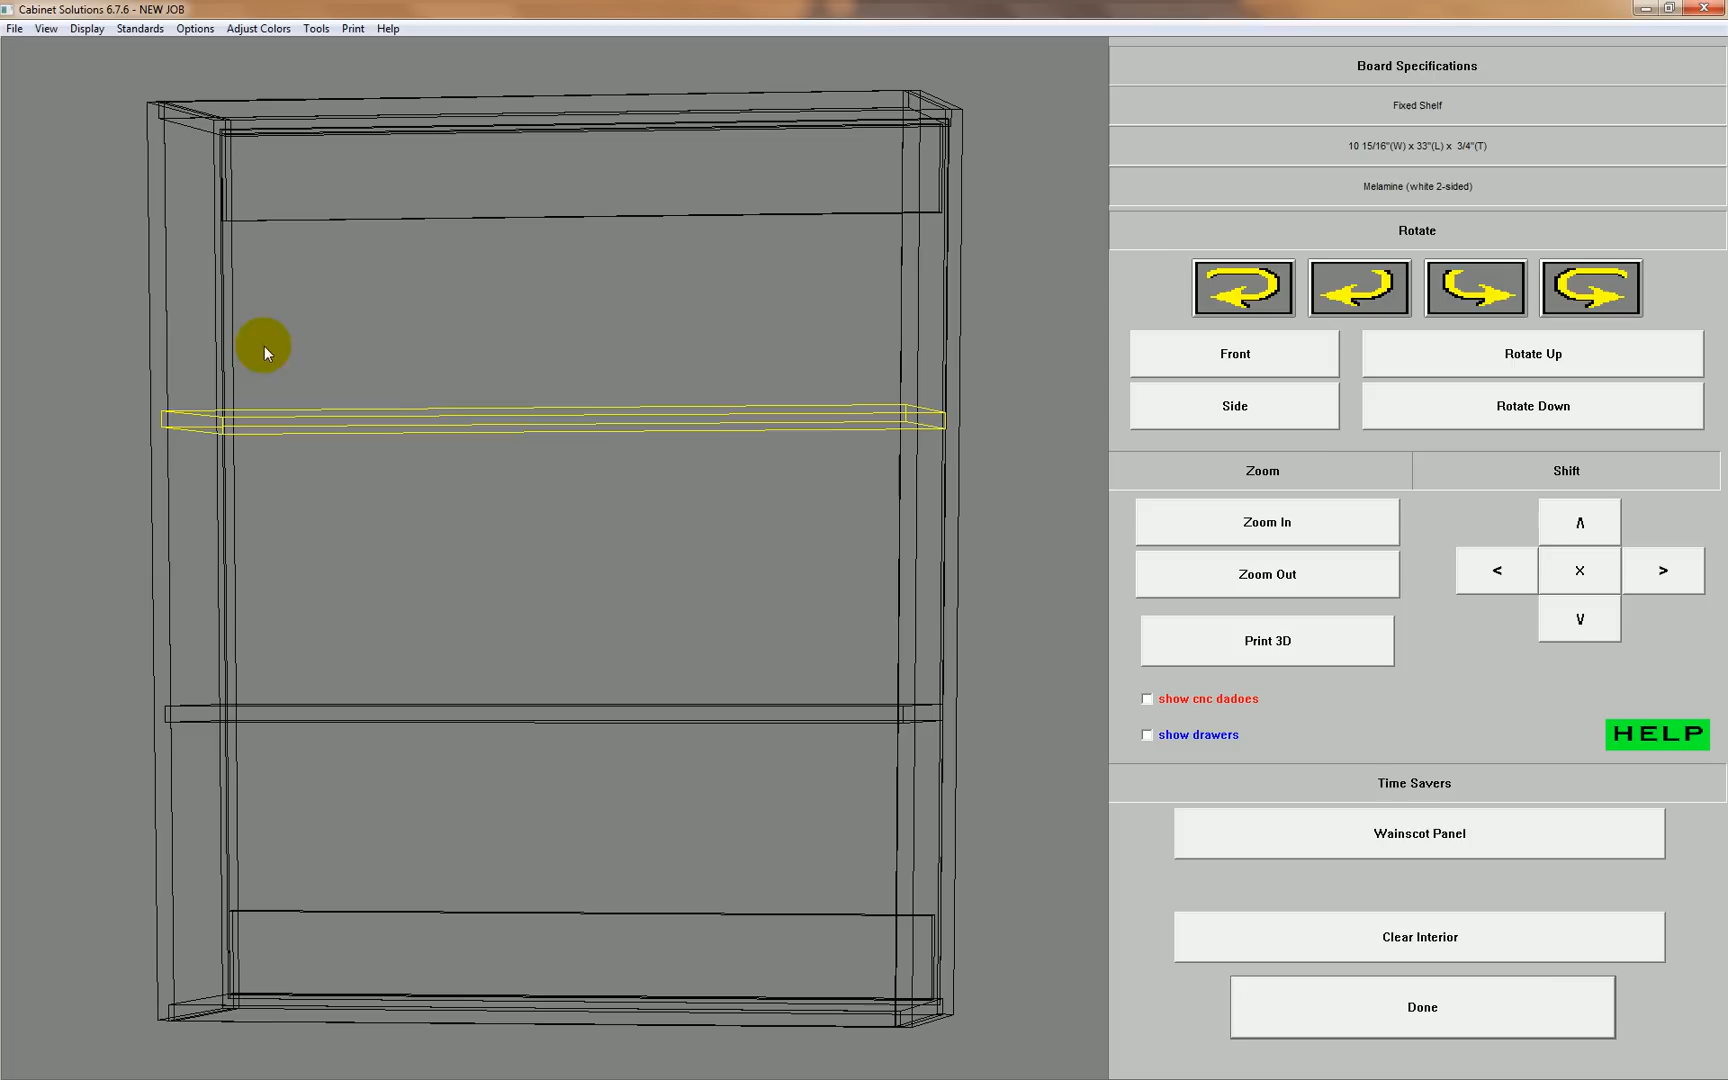 Cabinet Solutions 6.7.6 - NEW JOB
File View Display Standards Options Adjust Colors Tools Print Help
Board Specifications
Fixed Shelf
10 15/16"(W) x 33"(L) x 3/4"(T)
Melamine (white 2-sided)
Rotate
Front
Rotate Up
Side
Rotate Down
Zoom
Shift
Zoom In
Zoom Out
Λ
< X >
V
Print 3D
show cnc dadoes
show drawers
HELP
Time Savers
Wainscot Panel
Clear Interior
Done